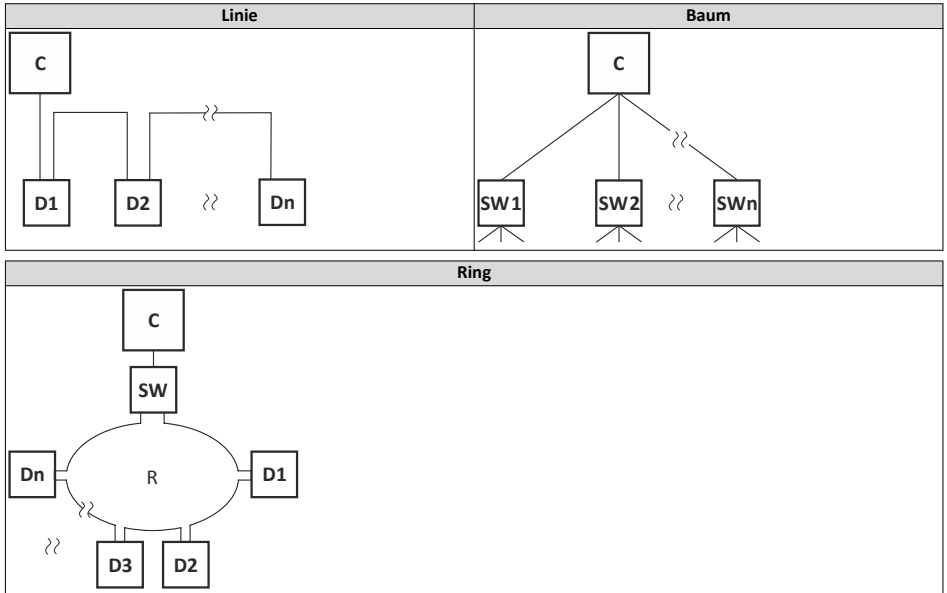 Linie Baum
C C
D1 D2 Dn SW1 SW2 SWn
Ring
C
SW
Dn R D1
D3 D2